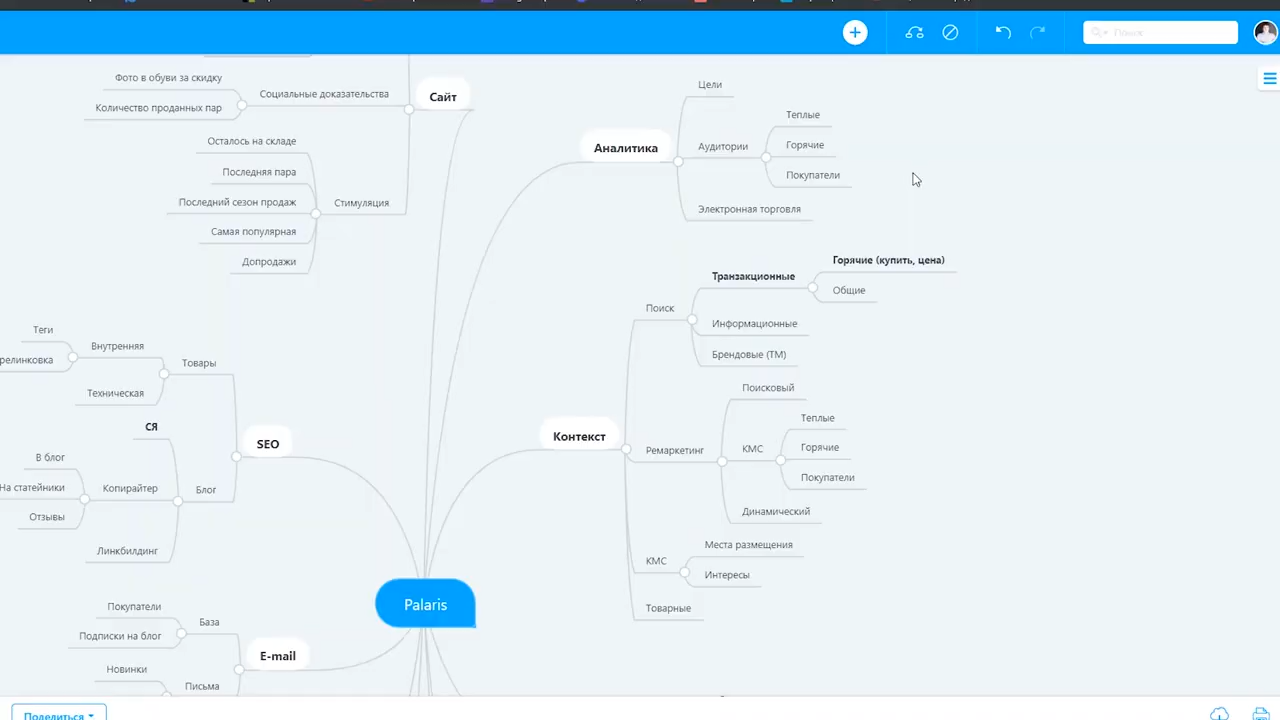 Поиск
Фото в обуви за скидку
Количество проданных пар
Социальные доказательства
Сайт
Осталось на складе
Последняя пара
Последний сезон продаж
Самая популярная
Допродажи
Стимуляция
Аналитика
Цели
Аудитории
Теплые
Горячие
Покупатели
Электронная торговля
Контекст
Поиск
Транзакционные
Горячие (купить, цена)
Общие
Информационные
Брендовые (ТМ)
Ремаркетинг
Поисковый
КМС
Теплые
Горячие
Покупатели
Динамический
КМС
Места размещения
Интересы
Товарные
Теги
релинковка
Внутренняя
Техническая
Товары
SEO
СЯ
В блог
На статейники
Отзывы
Копирайтер
Блог
Линкбилдинг
Palaris
Покупатели
Подписки на блог
База
E-mail
Новинки
Письма
Поделиться